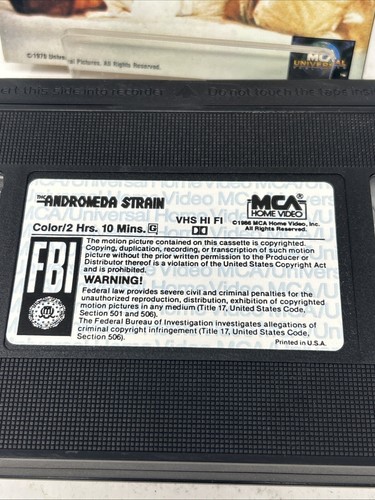 ©1970 Universal Pictures. All Rights Reserved.
MCA
UNIVERSAL
THE ANDROMEDA STRAIN
MCA®
HOME VIDEO
VHS HI FI
©1986 MCA Home Video, Inc.
All Rights Reserved.
Color/2 Hrs. 10 Mins. G
FBI
The motion picture contained on this cassette is copyrighted.
Copying, duplication, recording, or transcription of such motion
picture without the prior written permission to the Producer or
Distributor thereof is a violation of the United States Copyright Act
and is prohibited.
WARNING!
Federal law provides severe civil and criminal penalties for the
unauthorized reproduction, distribution, exhibition of copyrighted
motion pictures in any medium (Title 17, United States Code,
Section 501 and 506).
The Federal Bureau of Investigation investigates allegations of
criminal copyright infringement (Title 17, United States Code,
Section 506).
Printed in U.S.A.